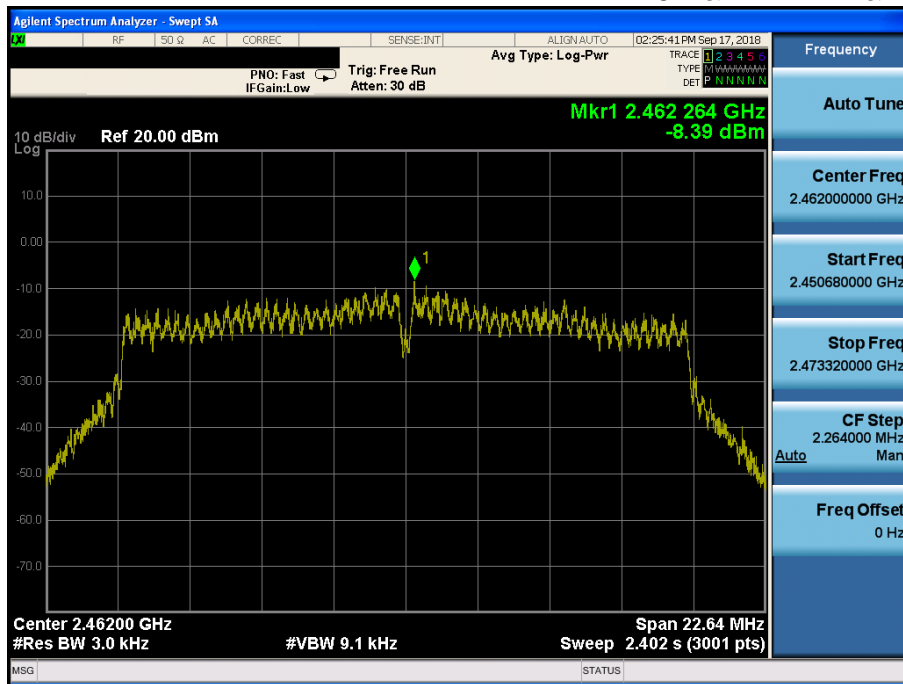 Agilent Spectrum Analyzer - Swept SA
LXI RF 50 Ω AC CORREC SENSE:INT ALIGN AUTO 02:25:41 PM Sep 17, 2018
Avg Type: Log-Pwr
TRACE 1 2 3 4 5 6
TYPE M WWWWW
DET P N N N N N
PNO: Fast Trig: Free Run
IFGain:Low Atten: 30 dB
Mkr1 2.462 264 GHz
-8.39 dBm
10 dB/div Ref 20.00 dBm
Log
1
10.0
0.00
-10.0
-20.0
-30.0
-40.0
-50.0
-60.0
-70.0
Center 2.46200 GHz Span 22.64 MHz
#Res BW 3.0 kHz #VBW 9.1 kHz Sweep 2.402 s (3001 pts)
MSG STATUS
Frequency
Auto Tune
Center Freq
2.462000000 GHz
Start Freq
2.450680000 GHz
Stop Freq
2.473320000 GHz
CF Step
2.264000 MHz
Auto Man
Freq Offset
0 Hz